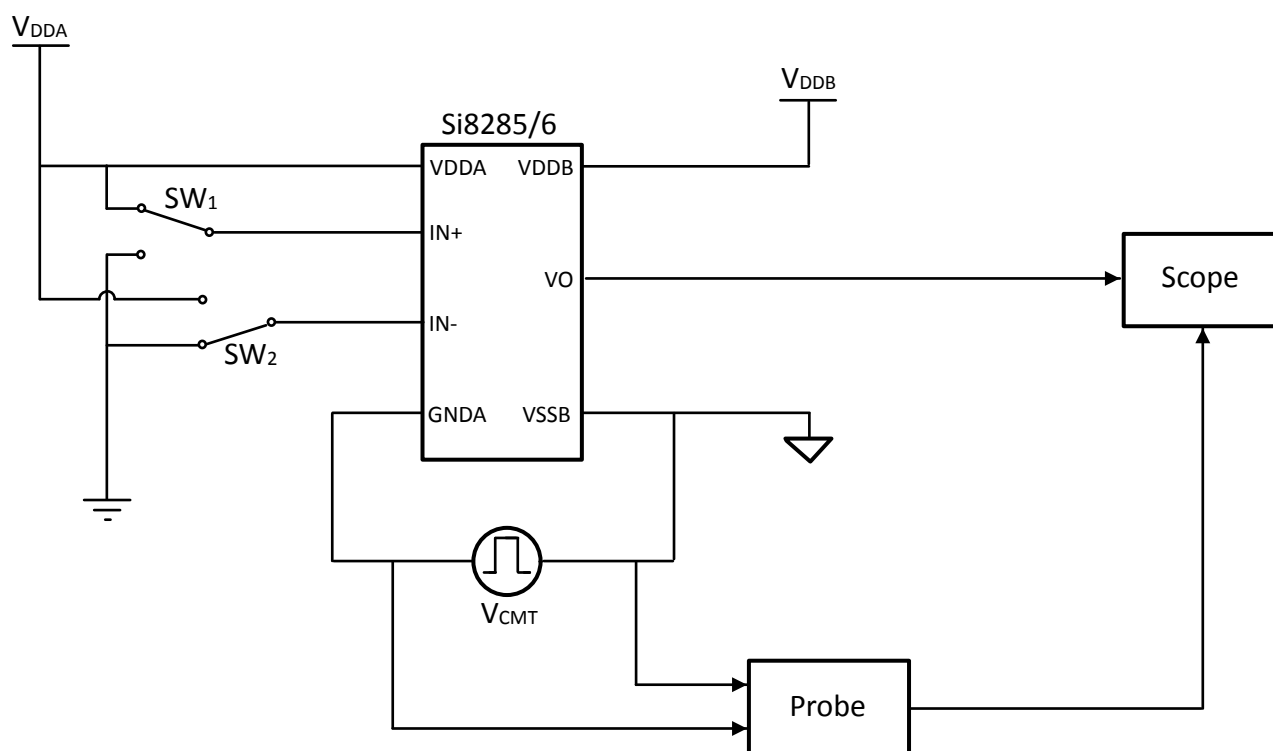 VDDA
VDDB
Si8285/6
VDDA VDDB
SW1
IN+
VO
Scope
IN-
SW2
GNDA VSSB
VCMT
Probe